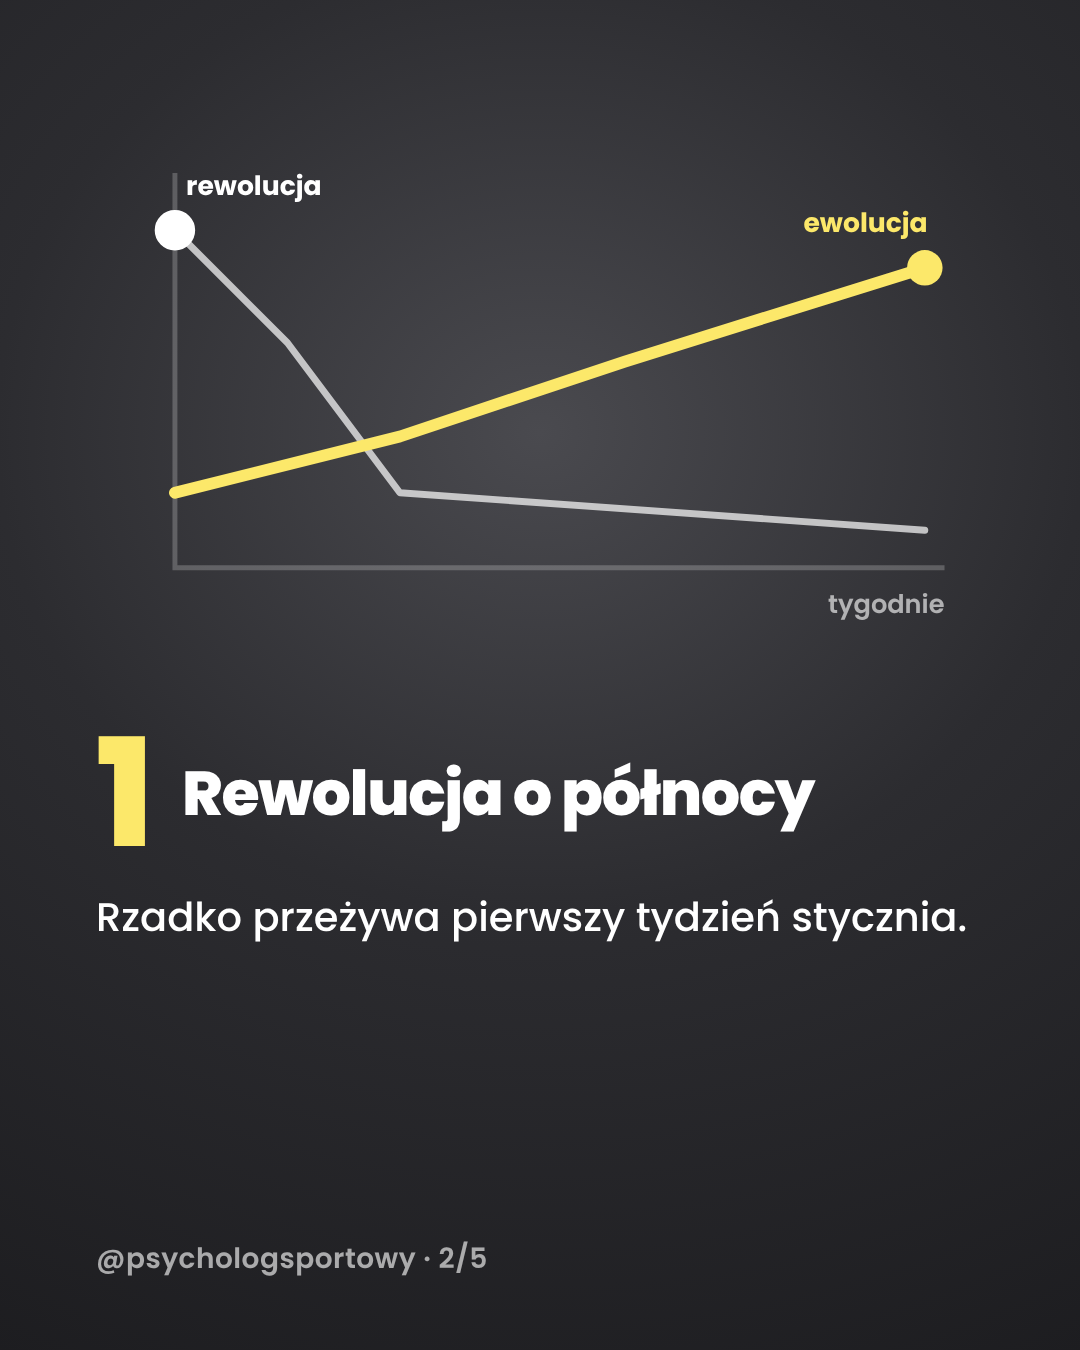 rewolucja
ewolucja
tygodnie
1 Rewolucja o północy
Rzadko przeżywa pierwszy tydzień stycznia.
@psychologsportowy · 2/5